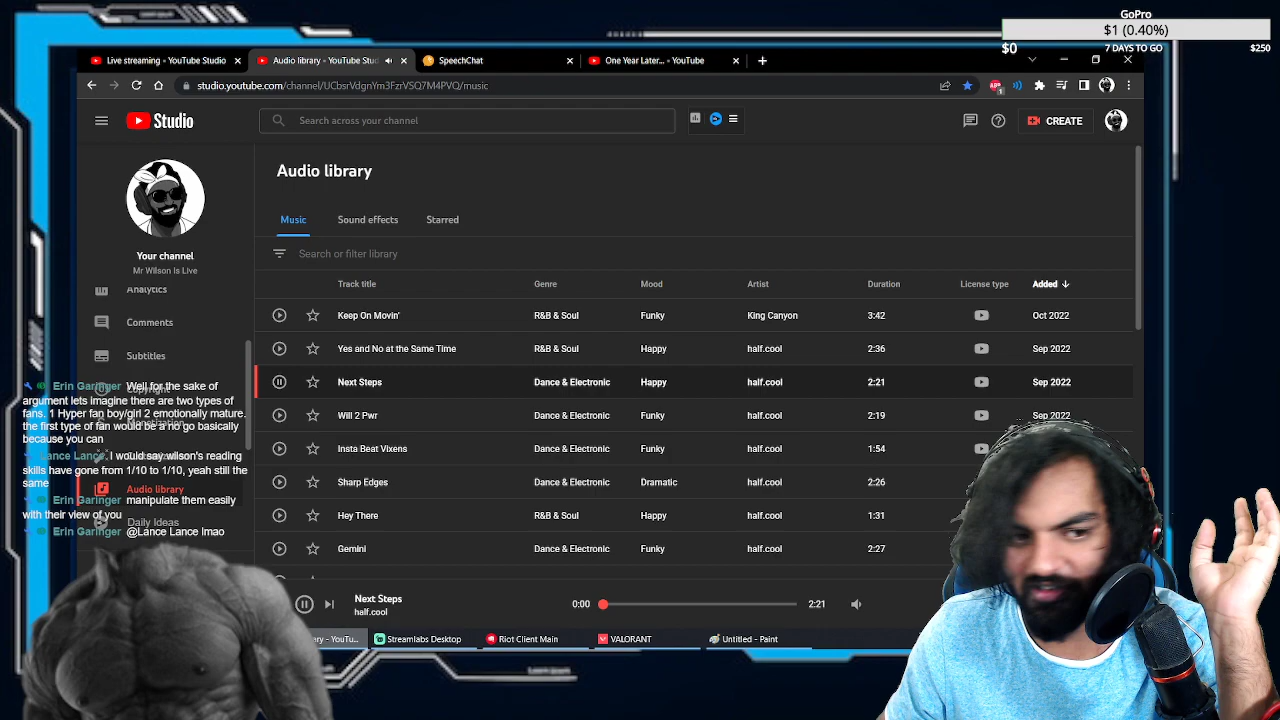 GoPro
$1 (0.40%)
$0
7 DAYS TO GO
$250
Live streaming - YouTube Studio
Audio library - YouTube Stud
SpeechChat
One Year Later... - YouTube
studio.youtube.com/channel/UCbsrVdgnYm3FzrVSQ7M4PVQ/music
Studio
Search across your channel
CREATE
Audio library
Music
Sound effects
Starred
Your channel
Mr Wilson Is Live
Search or filter library
Analytics
Comments
Subtitles
Copyright
Monetization
Audio library
Daily Ideas
Track title Genre Mood Artist Duration License type Added
Keep On Movin' R&B & Soul Funky King Canyon 3:42 Oct 2022
Yes and No at the Same Time R&B & Soul Happy half.cool 2:36 Sep 2022
Next Steps Dance & Electronic Happy half.cool 2:21 Sep 2022
Will 2 Pwr Dance & Electronic Funky half.cool 2:19 Sep 2022
Insta Beat Vixens Dance & Electronic Funky half.cool 1:54
Sharp Edges Dance & Electronic Dramatic half.cool 2:26
Hey There R&B & Soul Happy half.cool 1:31
Gemini Dance & Electronic Funky half.cool 2:27
Erin Garinger Well for the sake of
argument lets imagine there are two types of
fans. 1 Hyper fan boy/girl 2 emotionally mature.
the first type of fan would be a no go basically
because you can
Lance Lance I would say wilson's reading
skills have gone from 1/10 to 1/10, yeah still the
same
Erin Garinger manipulate them easily
with their view of you
Erin Garinger @Lance Lance lmao
Next Steps
half.cool
0:00
2:21
rary - YouTu...
Streamlabs Desktop
Riot Client Main
VALORANT
Untitled - Paint